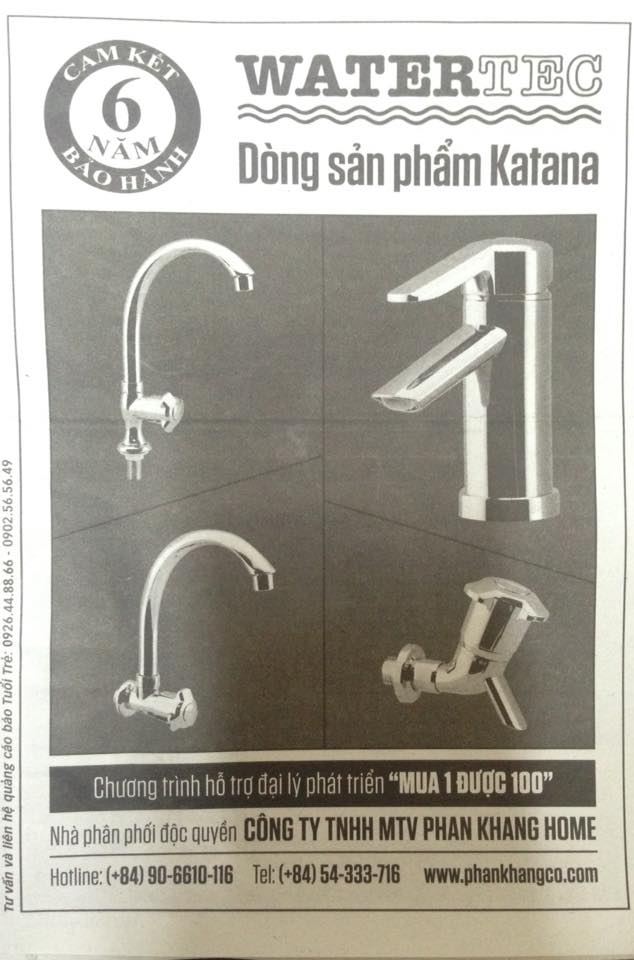 CAM KẾT
6
NĂM
BẢO HÀNH
WATERTEC
Dòng sản phẩm Katana
Chương trình hỗ trợ đại lý phát triển “MUA 1 ĐƯỢC 100”
Nhà phân phối độc quyền CÔNG TY TNHH MTV PHAN KHANG HOME
Hotline: (+84) 90-6610-116 Tel: (+84) 54-333-716 www.phankhangco.com
Tư vấn và liên hệ quảng cáo báo Tuổi Trẻ: 0926.44.88.66 - 0902.56.56.49